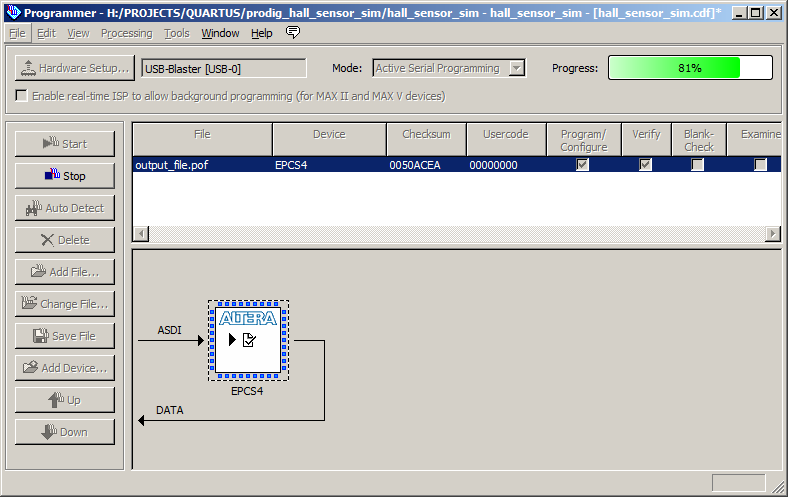 Programmer - H:/PROJECTS/QUARTUS/prodig_hall_sensor_sim/hall_sensor_sim - hall_sensor_sim - [hall_sensor_sim.cdf]*
File Edit View Processing Tools Window Help
Hardware Setup... USB-Blaster [USB-0] Mode: Active Serial Programming Progress: 81%
Enable real-time ISP to allow background programming (for MAX II and MAX V devices)
Start
Stop
Auto Detect
Delete
Add File...
Change File...
Save File
Add Device...
Up
Down
File Device Checksum Usercode Program/ Verify Blank- Examine
Configure Check
output_file.pof EPCS4 0050ACEA 00000000
ALTERA
ASDI
EPCS4
DATA